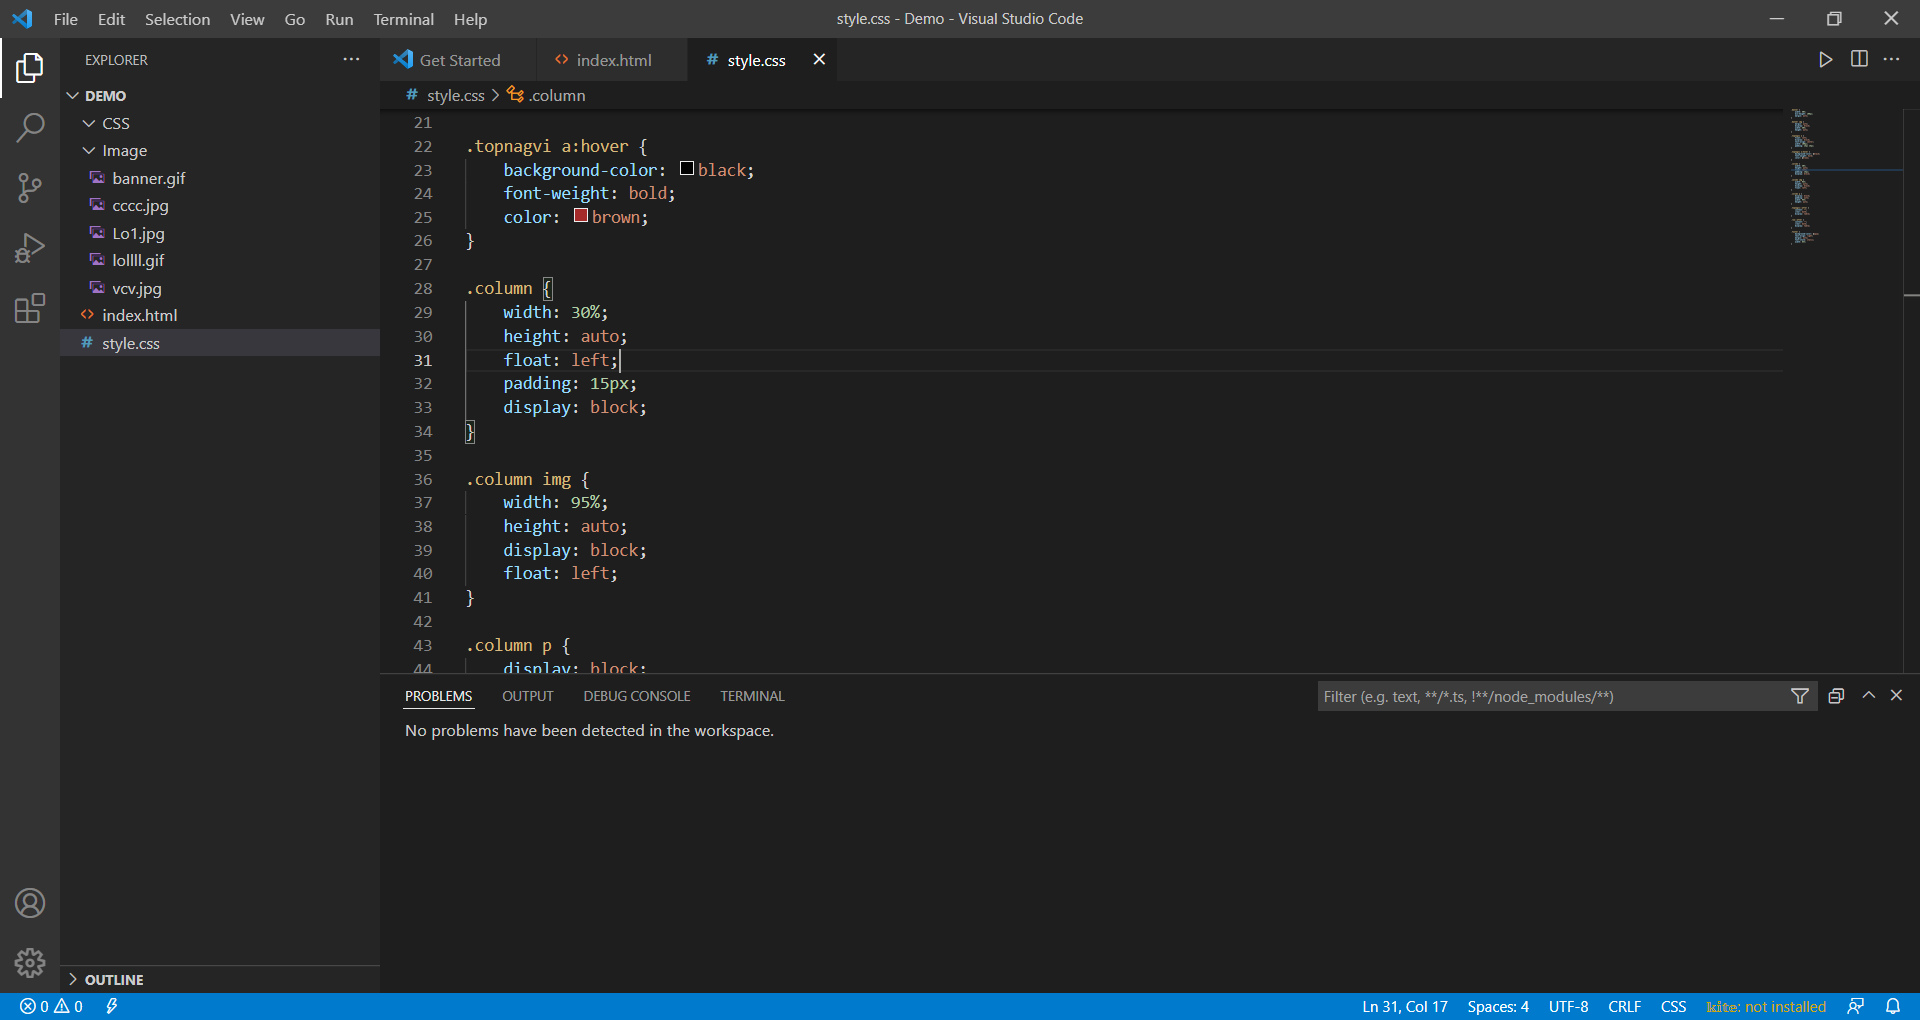 File Edit Selection View Go Run Terminal Help
style.css - Demo - Visual Studio Code
EXPLORER
DEMO
CSS
Image
banner.gif
cccc.jpg
Lo1.jpg
lollll.gif
vcv.jpg
index.html
style.css
OUTLINE
Get Started index.html style.css
# style.css > .column
21
22 .topnagvi a:hover {
23 background-color: black;
24 font-weight: bold;
25 color: brown;
26 }
27
28 .column {
29 width: 30%;
30 height: auto;
31 float: left;
32 padding: 15px;
33 display: block;
34 }
35
36 .column img {
37 width: 95%;
38 height: auto;
39 display: block;
40 float: left;
41 }
42
43 .column p {
44 display: block;
PROBLEMS OUTPUT DEBUG CONSOLE TERMINAL
Filter (e.g. text, **/*.ts, !**/node_modules/**)
No problems have been detected in the workspace.
0 0 Ln 31, Col 17 Spaces: 4 UTF-8 CRLF CSS kite: not installed